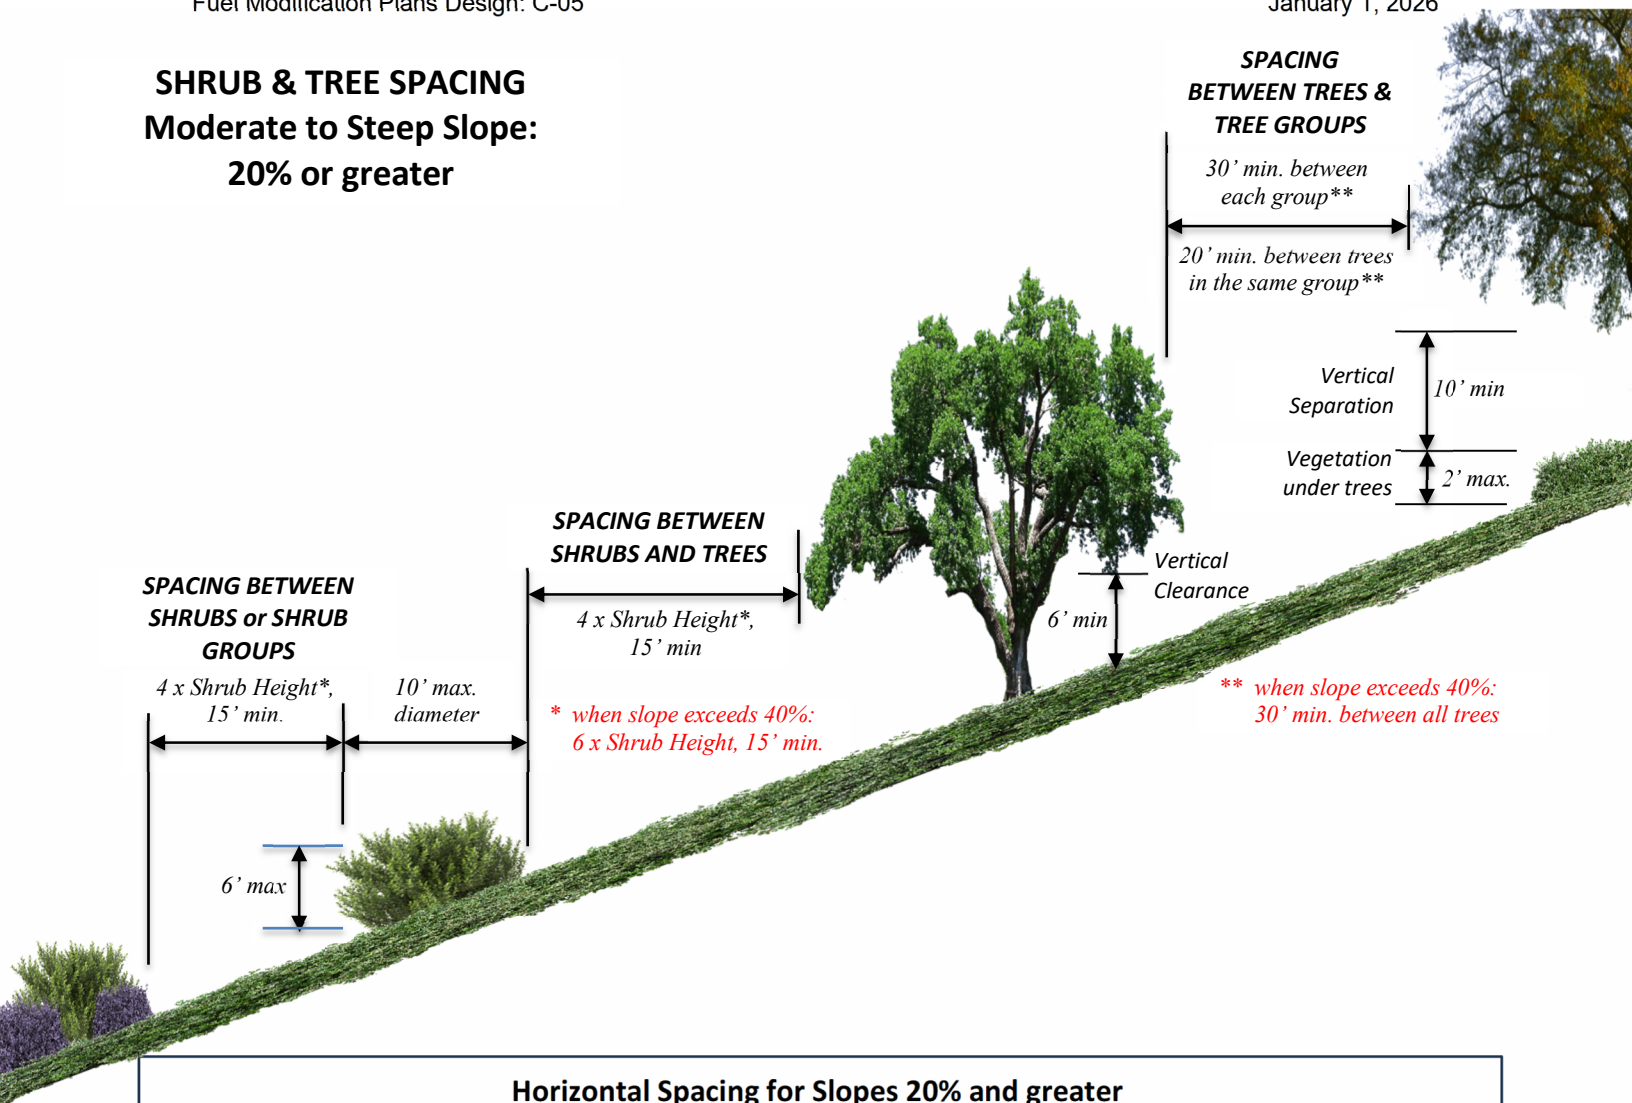 Fuel Modification Plans Design: C-05
January 1, 2026
SHRUB & TREE SPACING
Moderate to Steep Slope:
20% or greater
SPACING
BETWEEN TREES &
TREE GROUPS
30’ min. between
each group**
20’ min. between trees
in the same group**
Vertical
Separation
10’ min
Vegetation
under trees
2’ max.
SPACING BETWEEN
SHRUBS AND TREES
4 x Shrub Height*,
15’ min
Vertical
Clearance
6’ min
SPACING BETWEEN
SHRUBS or SHRUB
GROUPS
4 x Shrub Height*,
15’ min.
10’ max.
diameter
* when slope exceeds 40%:
6 x Shrub Height, 15’ min.
** when slope exceeds 40%:
30’ min. between all trees
6’ max
Horizontal Spacing for Slopes 20% and greater